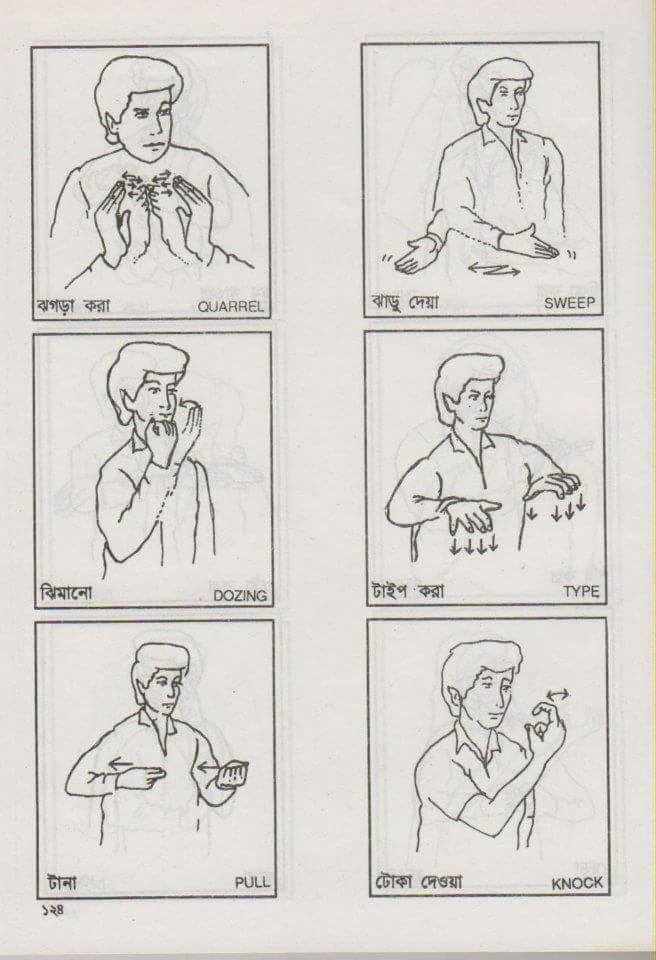 ঝগড়া করা QUARREL
ঝাড়ু দেয়া SWEEP
ঝিমানো DOZING
টাইপ করা TYPE
টানা PULL
টোকা দেওয়া KNOCK
১২৪